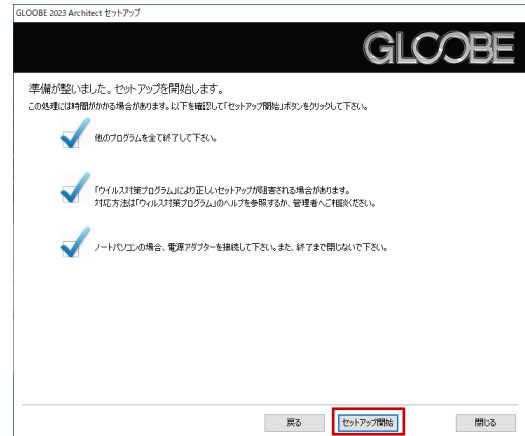 GLOOBE 2023 Architect セットアップ
GLOOBE
準備が整いました。セットアップを開始します。
この処理には時間がかかる場合があります。以下を確認して「セットアップ開始」ボタンをクリックして下さい。
他のプログラムを全て終了して下さい。
「ウイルス対策プログラム」により正しいセットアップが阻害される場合があります。
対応方法は「ウィルス対策プログラム」のヘルプを参照するか、管理者へご相談ください。
ノートパソコンの場合、電源アダプターを接続して下さい。また、終了まで閉じないで下さい。
戻る
セットアップ開始
閉じる